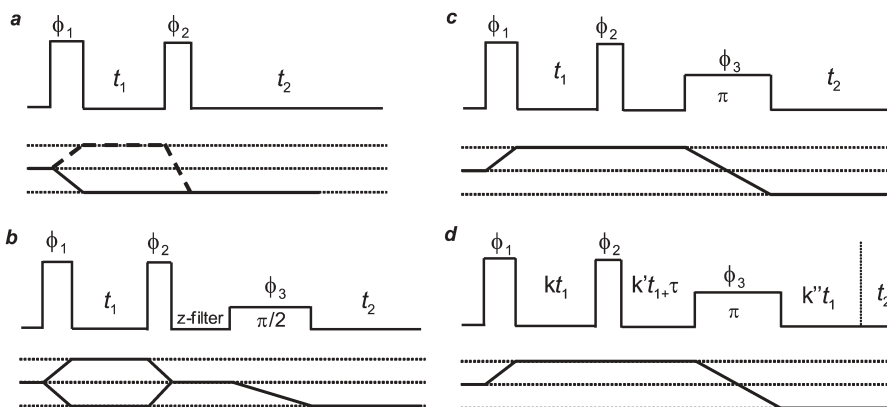 a
ϕ1 ϕ2
t1 t2
b
ϕ1 ϕ2
t1 z-filter ϕ3 π/2 t2
c
ϕ1 ϕ2
t1 ϕ3 π t2
d
ϕ1 ϕ2
kt1 k't1+τ ϕ3 π k''t1 t2